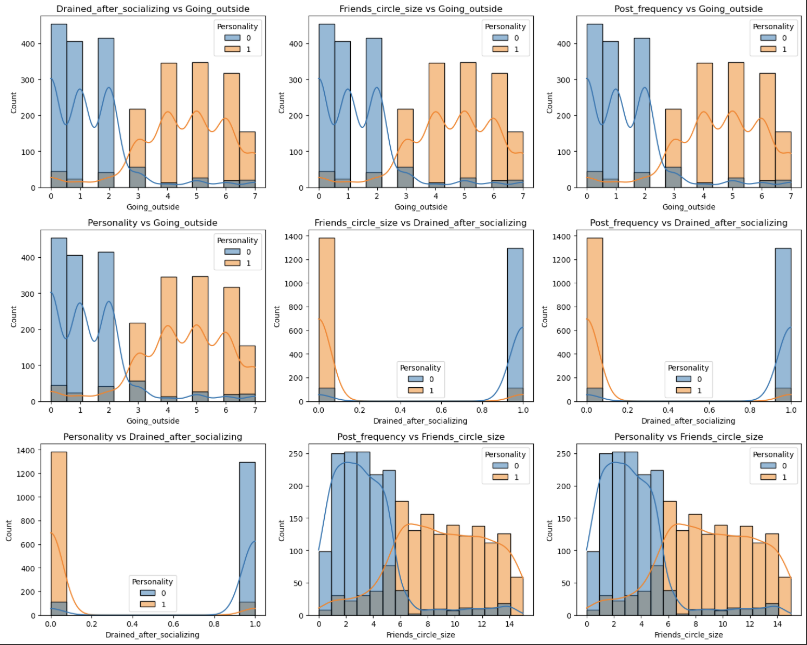 Drained_after_socializing vs Going_outside
Personality
0
1
400
300
200
100
0
Count
0 1 2 3 4 5 6 7
Going_outside
Friends_circle_size vs Going_outside
Personality
0
1
400
300
200
100
0
Count
0 1 2 3 4 5 6 7
Going_outside
Post_frequency vs Going_outside
Personality
0
1
400
300
200
100
0
Count
0 1 2 3 4 5 6 7
Going_outside
Personality vs Going_outside
Personality
0
1
400
300
200
100
0
Count
0 1 2 3 4 5 6 7
Going_outside
Friends_circle_size vs Drained_after_socializing
1400
1200
1000
800
600
400
200
0
Count
Personality
0
1
0.0 0.2 0.4 0.6 0.8 1.0
Drained_after_socializing
Post_frequency vs Drained_after_socializing
1400
1200
1000
800
600
400
200
0
Count
Personality
0
1
0.0 0.2 0.4 0.6 0.8 1.0
Drained_after_socializing
Personality vs Drained_after_socializing
1400
1200
1000
800
600
400
200
0
Count
Personality
0
1
0.0 0.2 0.4 0.6 0.8 1.0
Drained_after_socializing
Post_frequency vs Friends_circle_size
Personality
0
1
250
200
150
100
50
0
Count
0 2 4 6 8 10 12 14
Friends_circle_size
Personality vs Friends_circle_size
Personality
0
1
250
200
150
100
50
0
Count
0 2 4 6 8 10 12 14
Friends_circle_size